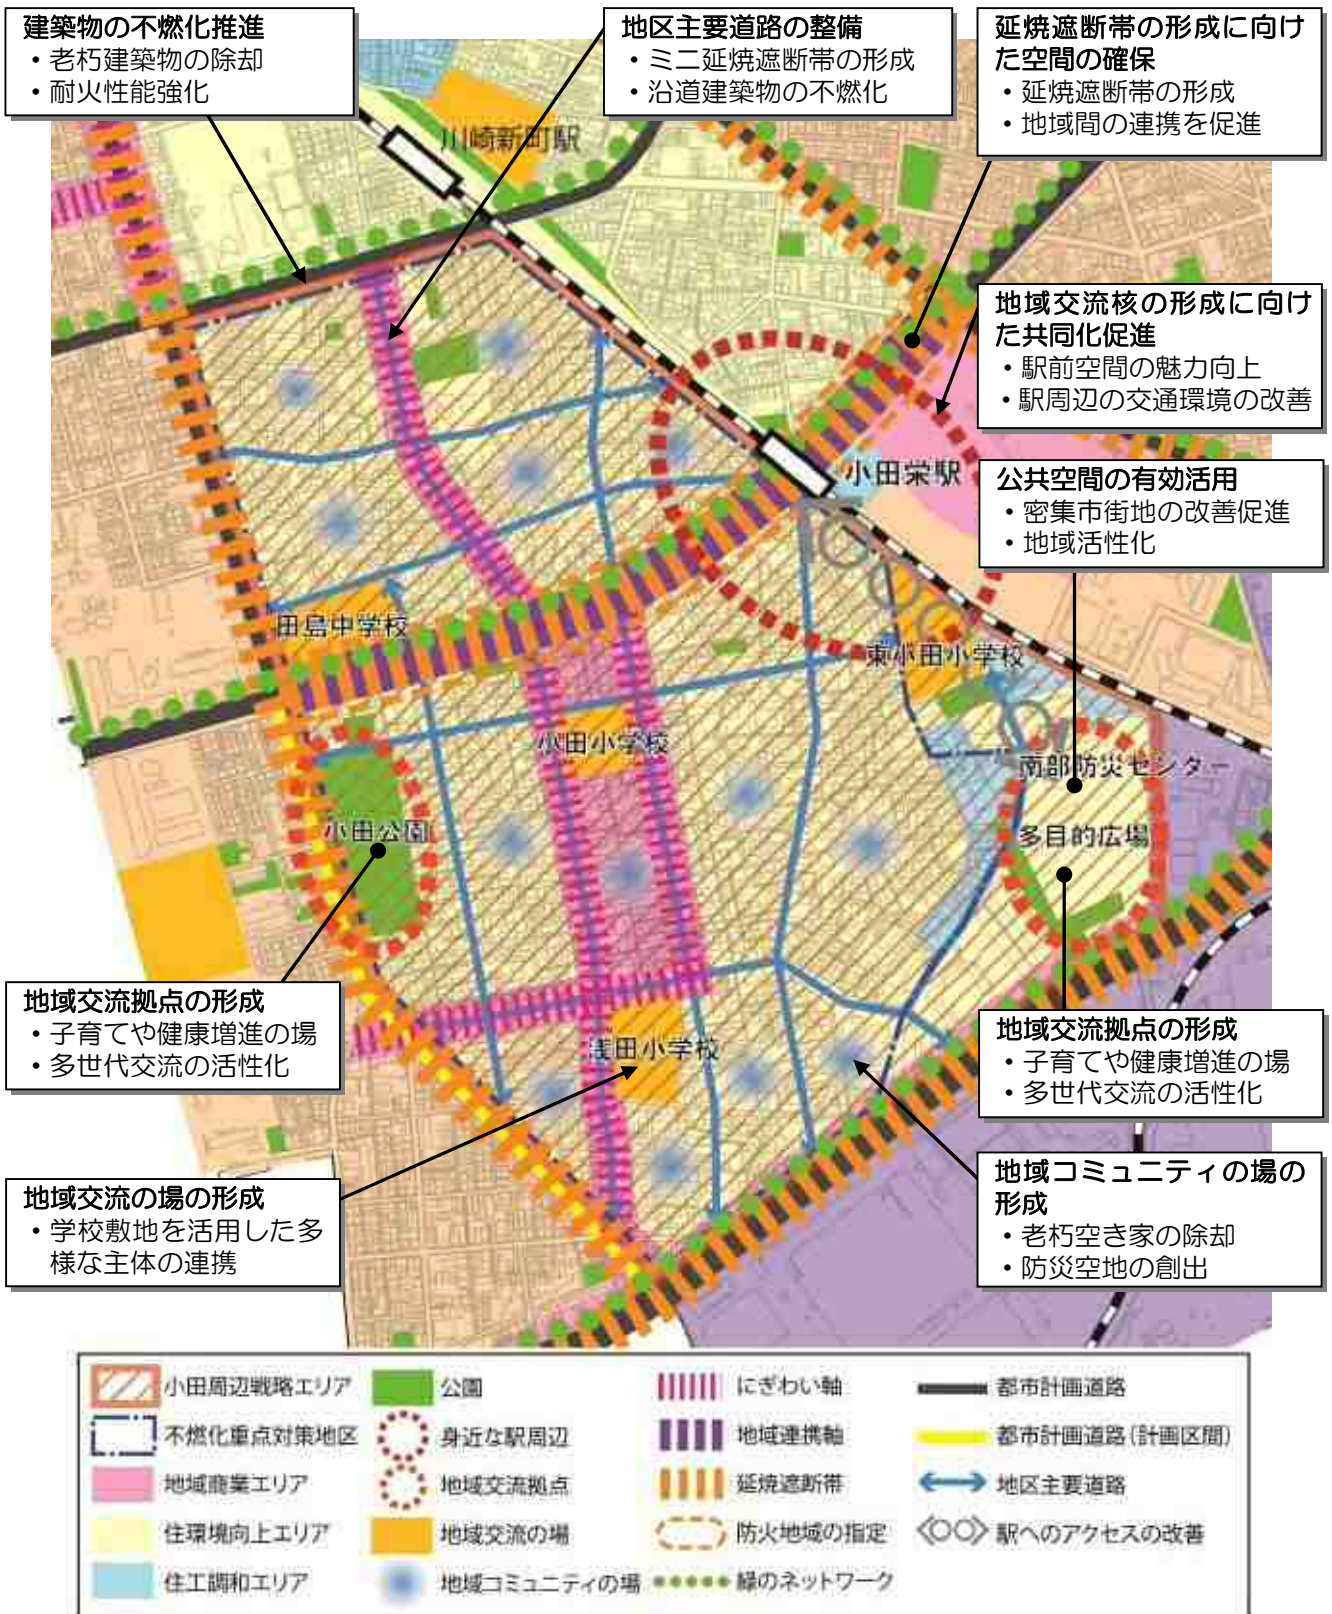 建築物の不燃化推進
・老朽建築物の除却
・耐火性能強化
地区主要道路の整備
・ミニ延焼遮断帯の形成
・沿道建築物の不燃化
延焼遮断帯の形成に向け
た空間の確保
・延焼遮断帯の形成
・地域間の連携を促進
川崎新町駅
地域交流核の形成に向け
た共同化促進
・駅前空間の魅力向上
・駅周辺の交通環境の改善
小田栄駅
公共空間の有効活用
・密集市街地の改善促進
・地域活性化
田島中学校
東小田小学校
小田小学校
南部防災センター
小田公園
多目的広場
地域交流拠点の形成
・子育てや健康増進の場
・多世代交流の活性化
地域交流拠点の形成
・子育てや健康増進の場
・多世代交流の活性化
浅田小学校
地域交流の場の形成
・学校敷地を活用した多
様な主体の連携
地域コミュニティの場の
形成
・老朽空き家の除却
・防災空地の創出
小田周辺戦略エリア
公園
にぎわい軸
都市計画道路
不燃化重点対策地区
身近な駅周辺
地域連携軸
都市計画道路(計画区間)
地域商業エリア
地域交流拠点
延焼遮断帯
地区主要道路
住環境向上エリア
地域交流の場
防火地域の指定
駅へのアクセスの改善
住工調和エリア
地域コミュニティの場
緑のネットワーク